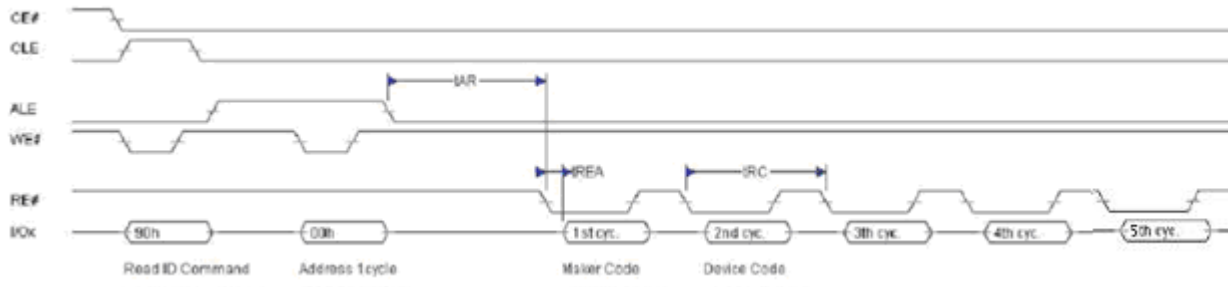 CE#
CLE
tAR
ALE
WE#
tREA
tRC
RE#
I/Ox
90h
00h
1st cyc.
2nd cyc.
3th cyc.
4th cyc.
5th cyc.
Read ID Command
Address 1cycle
Maker Code
Device Code